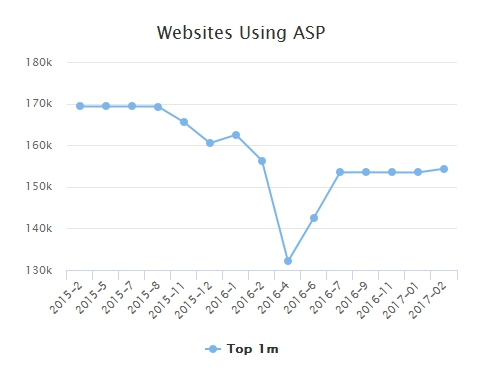 Websites Using ASP
180k
170k
160k
150k
140k
130k
2015-2
2015-5
2015-7
2015-8
2015-11
2015-12
2016-1
2016-2
2016-4
2016-6
2016-7
2016-9
2016-11
2017-01
2017-02
Top 1m